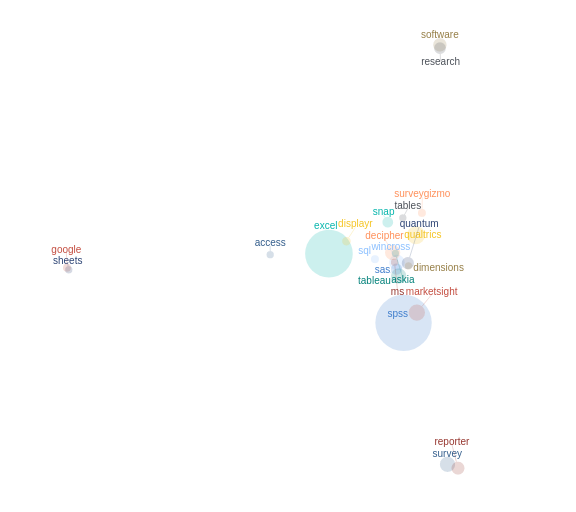 software
research
surveygizmo
tables
snap
excel
displayr
quantum
decipher
qualtrics
access
google
sheets
sql
wincross
sas
dimensions
tableau
askia
ms
marketsight
spss
reporter
survey